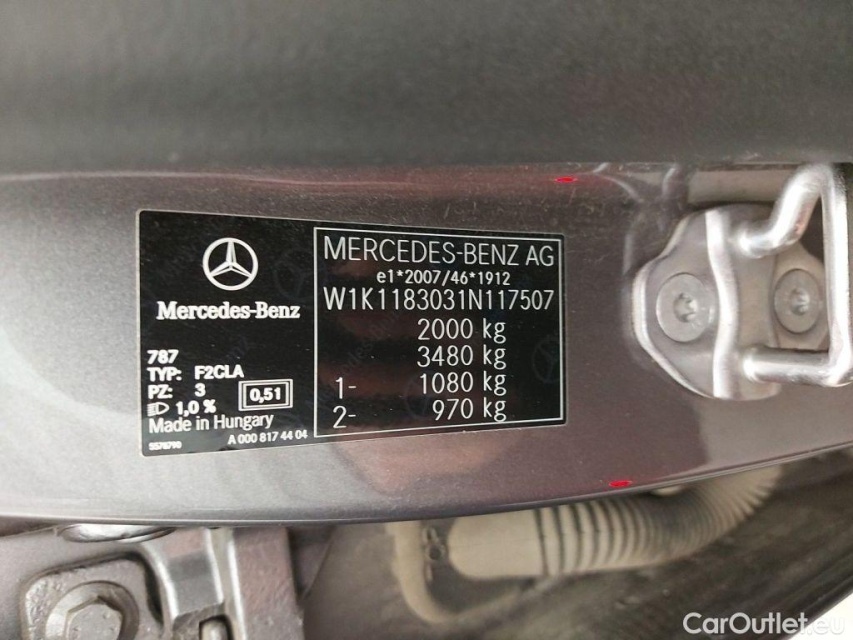 Mercedes-Benz
787
TYP: F2CLA
PZ: 3
0,51
1,0 %
Made in Hungary
5576790
A 000 817 44 04
MERCEDES-BENZ AG
e1*2007/46*1912
W1K1183031N117507
2000 kg
3480 kg
1- 1080 kg
2- 970 kg
CarOutlet.eu